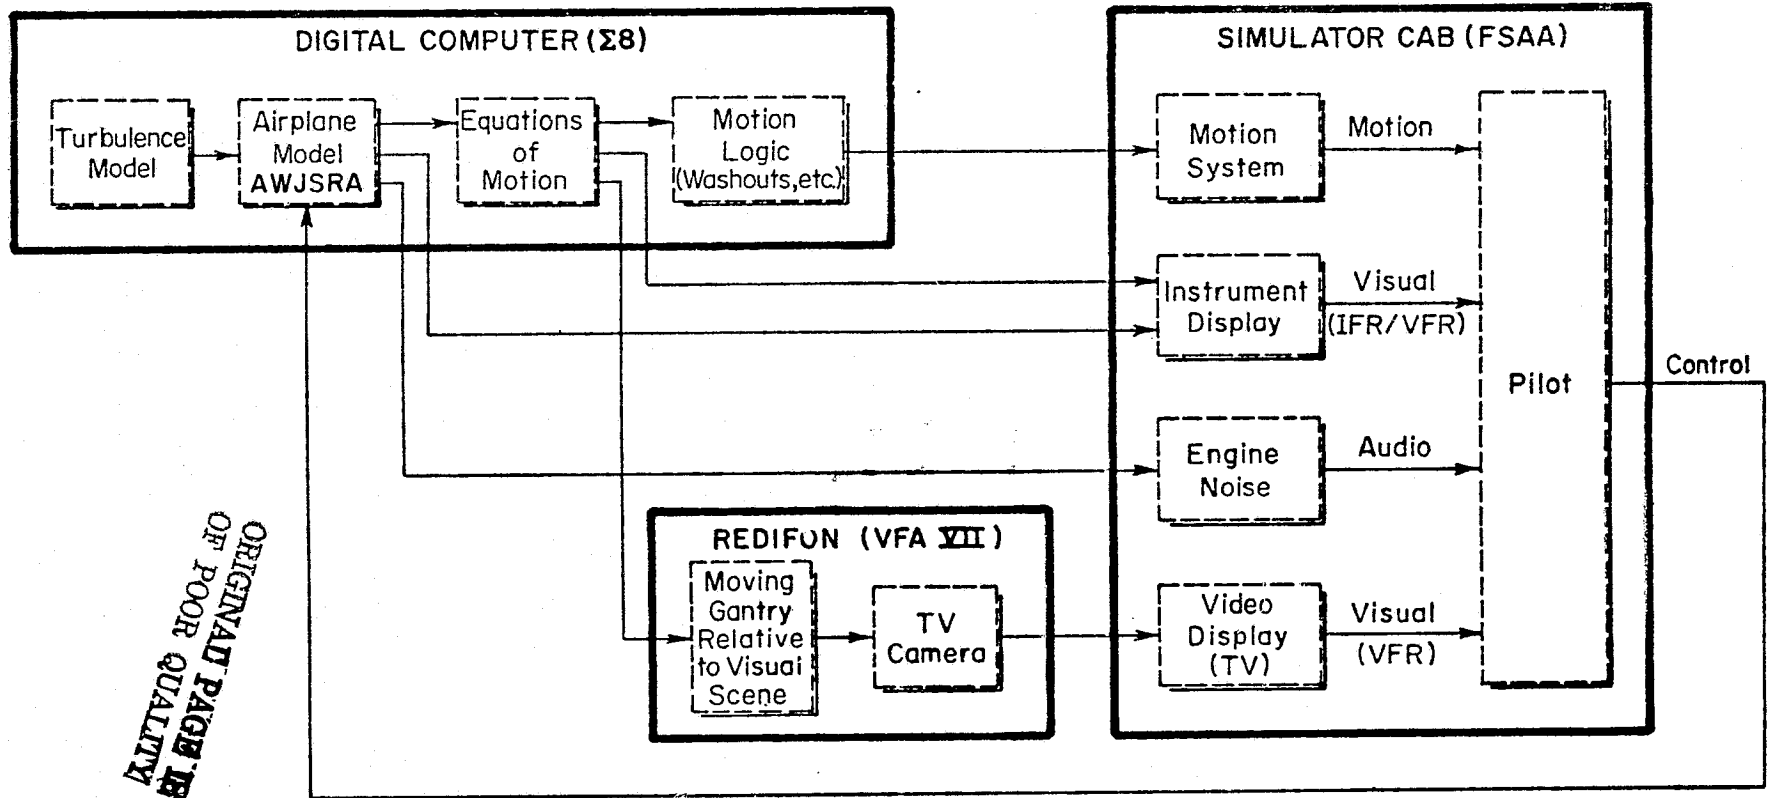 DIGITAL COMPUTER (Σ8)
Turbulence
Model
Airplane
Model
AWJSRA
Equations
of
Motion
Motion
Logic
(Washouts, etc.)
SIMULATOR CAB (FSAA)
Motion
System
Motion
Instrument
Display
Visual
(IFR/VFR)
Engine
Noise
Audio
Video
Display
(TV)
Visual
(VFR)
Pilot
Control
REDIFON (VFA VII)
Moving
Gantry
Relative
to Visual
Scene
TV
Camera
ORIGINAL PAGE IS
OF POOR QUALITY